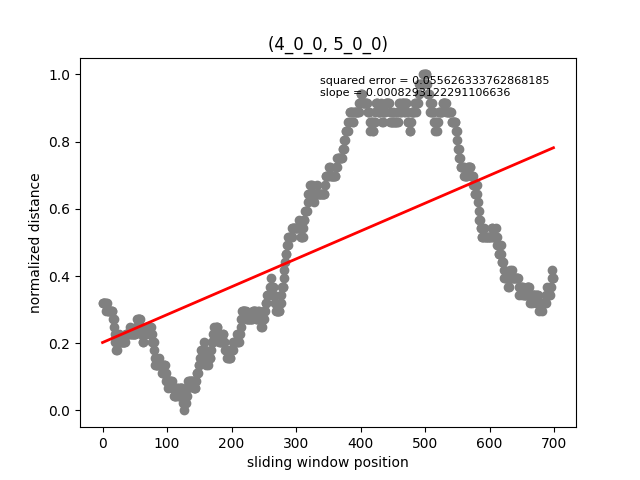 (4_0_0, 5_0_0)
squared error = 0.055626333762868185
slope = 0.0008293122291106636
normalized distance
1.0
0.8
0.6
0.4
0.2
0.0
0 100 200 300 400 500 600 700
sliding window position